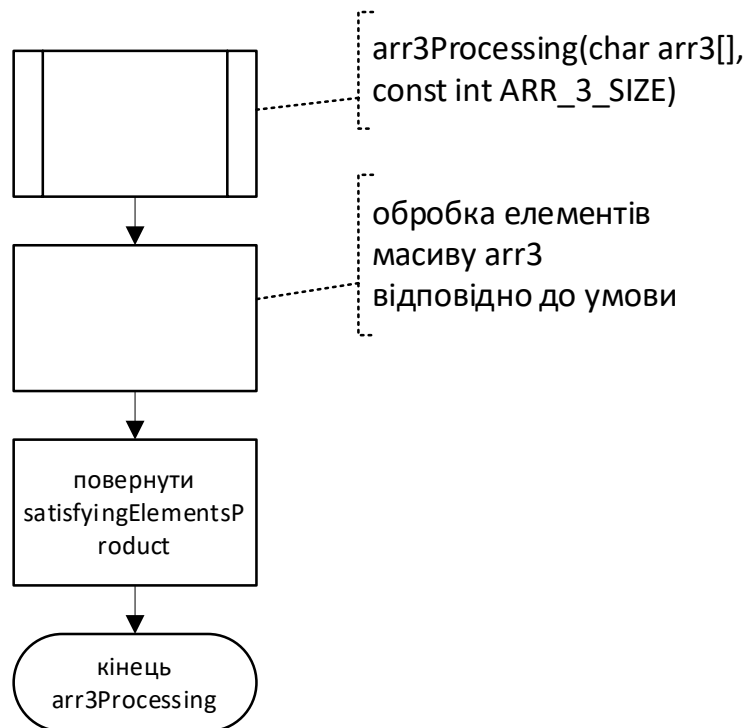 arr3Processing(char arr3[],
const int ARR_3_SIZE)
обробка елементів
масиву arr3
відповідно до умови
повернути
satisfyingElementsP
roduct
кінець
arr3Processing